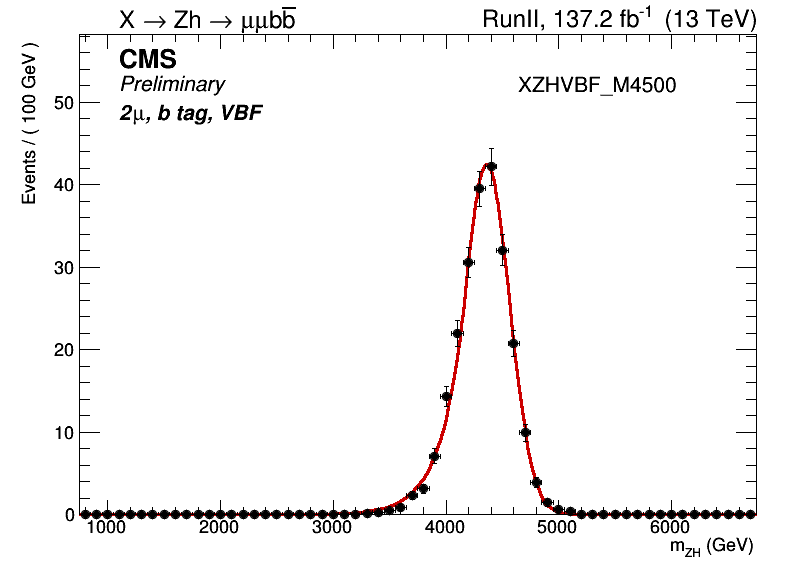 X → Zh → μμbb̅ RunII, 137.2 fb⁻¹ (13 TeV)
CMS
Preliminary
2μ, b tag, VBF
XZHVBF_M4500
Events / ( 100 GeV )
50
40
30
20
10
0
1000 2000 3000 4000 5000 6000
m_ZH (GeV)